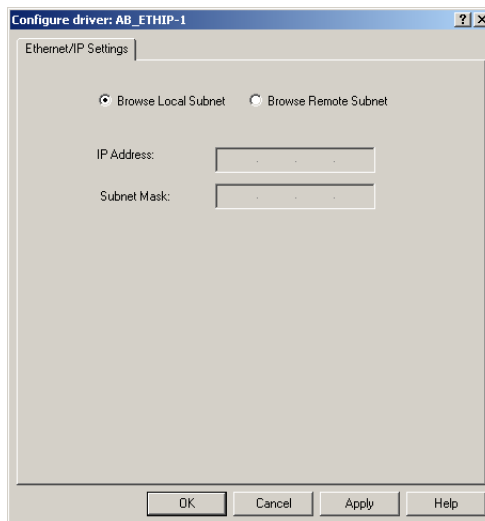 Configure driver: AB_ETHIP-1
Ethernet/IP Settings
Browse Local Subnet Browse Remote Subnet
IP Address:
Subnet Mask:
OK Cancel Apply Help